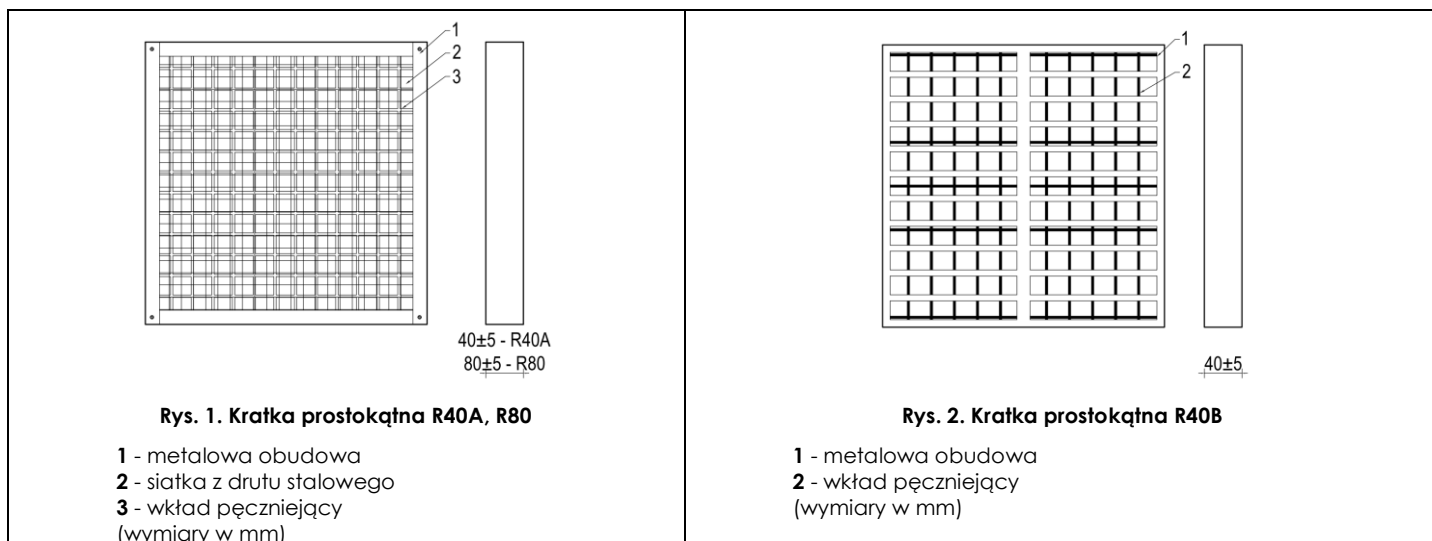 1
2
3
40±5 - R40A
80±5 - R80
Rys. 1. Kratka prostokątna R40A, R80
1 - metalowa obudowa
2 - siatka z drutu stalowego
3 - wkład pęczniejący
(wymiary w mm)
1
2
40±5
Rys. 2. Kratka prostokątna R40B
1 - metalowa obudowa
2 - wkład pęczniejący
(wymiary w mm)